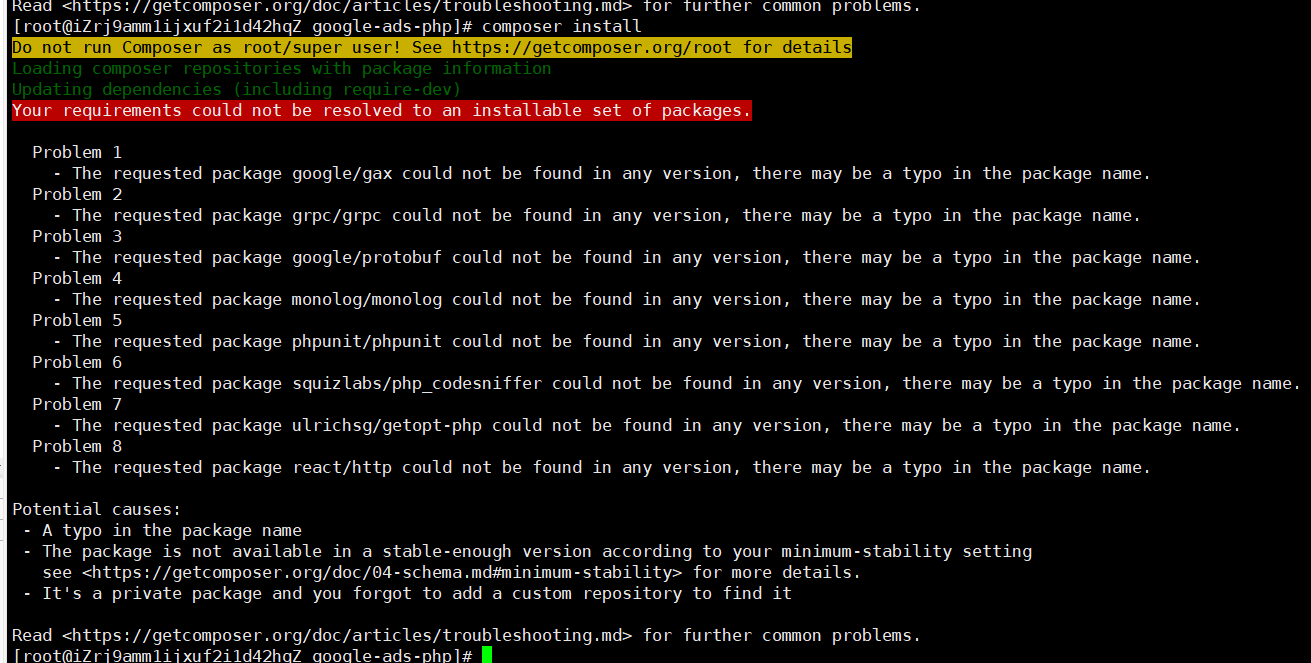 Read <https://getcomposer.org/doc/articles/troubleshooting.md> for further common problems.
[root@iZrj9amm1ijxuf2i1d42hqZ google-ads-php]# composer install
Do not run Composer as root/super user! See https://getcomposer.org/root for details
Loading composer repositories with package information
Updating dependencies (including require-dev)
Your requirements could not be resolved to an installable set of packages.
Problem 1
- The requested package google/gax could not be found in any version, there may be a typo in the package name.
Problem 2
- The requested package grpc/grpc could not be found in any version, there may be a typo in the package name.
Problem 3
- The requested package google/protobuf could not be found in any version, there may be a typo in the package name.
Problem 4
- The requested package monolog/monolog could not be found in any version, there may be a typo in the package name.
Problem 5
- The requested package phpunit/phpunit could not be found in any version, there may be a typo in the package name.
Problem 6
- The requested package squizlabs/php_codesniffer could not be found in any version, there may be a typo in the package name.
Problem 7
- The requested package ulrichsg/getopt-php could not be found in any version, there may be a typo in the package name.
Problem 8
- The requested package react/http could not be found in any version, there may be a typo in the package name.
Potential causes:
- A typo in the package name
- The package is not available in a stable-enough version according to your minimum-stability setting
see <https://getcomposer.org/doc/04-schema.md#minimum-stability> for more details.
- It's a private package and you forgot to add a custom repository to find it
Read <https://getcomposer.org/doc/articles/troubleshooting.md> for further common problems.
[root@iZrj9amm1ijxuf2i1d42hqZ google-ads-php]#